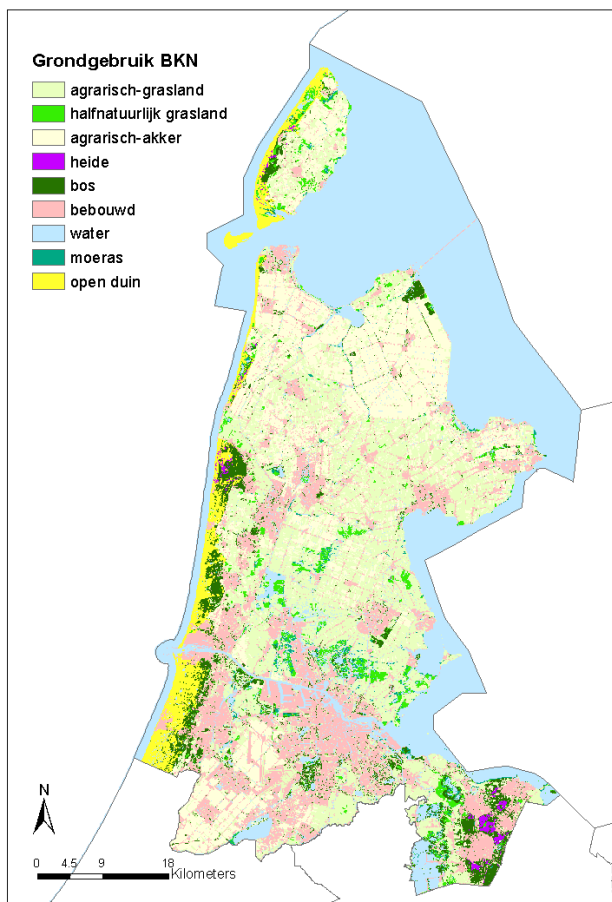 Grondgebruik BKN
agrarisch-grasland
halfnatuurlijk grasland
agrarisch-akker
heide
bos
bebouwd
water
moeras
open duin
N
0 4.5 9 18
Kilometers